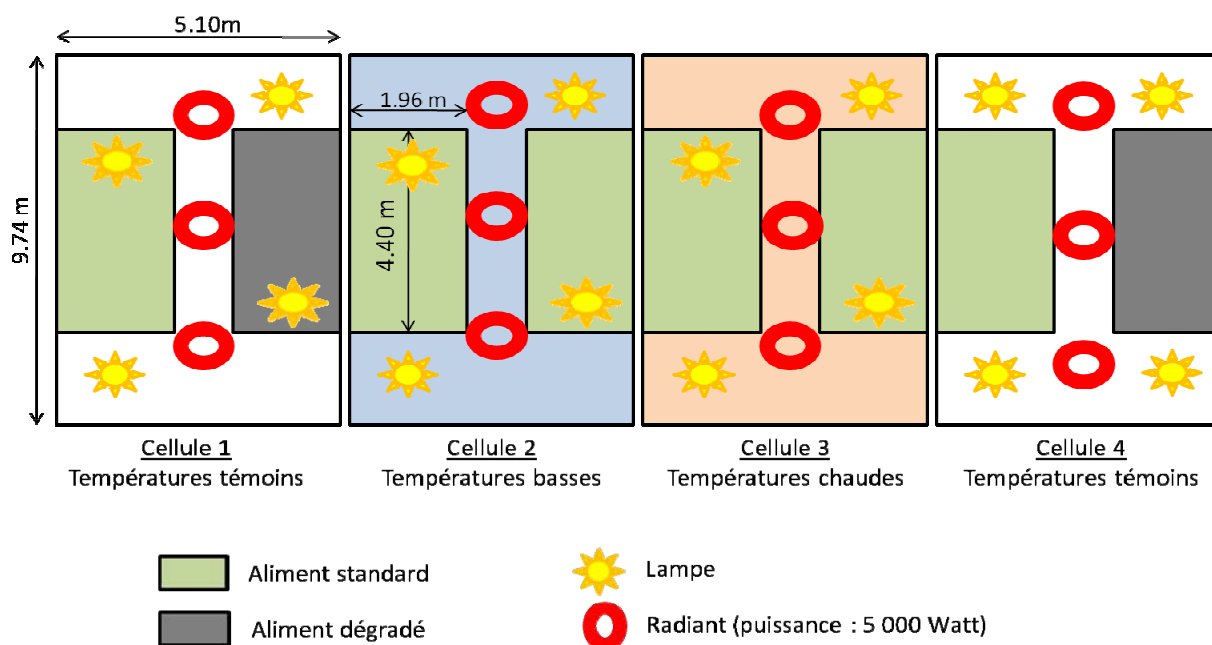 5.10m
1.96 m
4.40 m
9.74 m
Cellule 1
Températures témoins
Cellule 2
Températures basses
Cellule 3
Températures chaudes
Cellule 4
Températures témoins
Aliment standard
Lampe
Aliment dégradé
Radiant (puissance : 5 000 Watt)